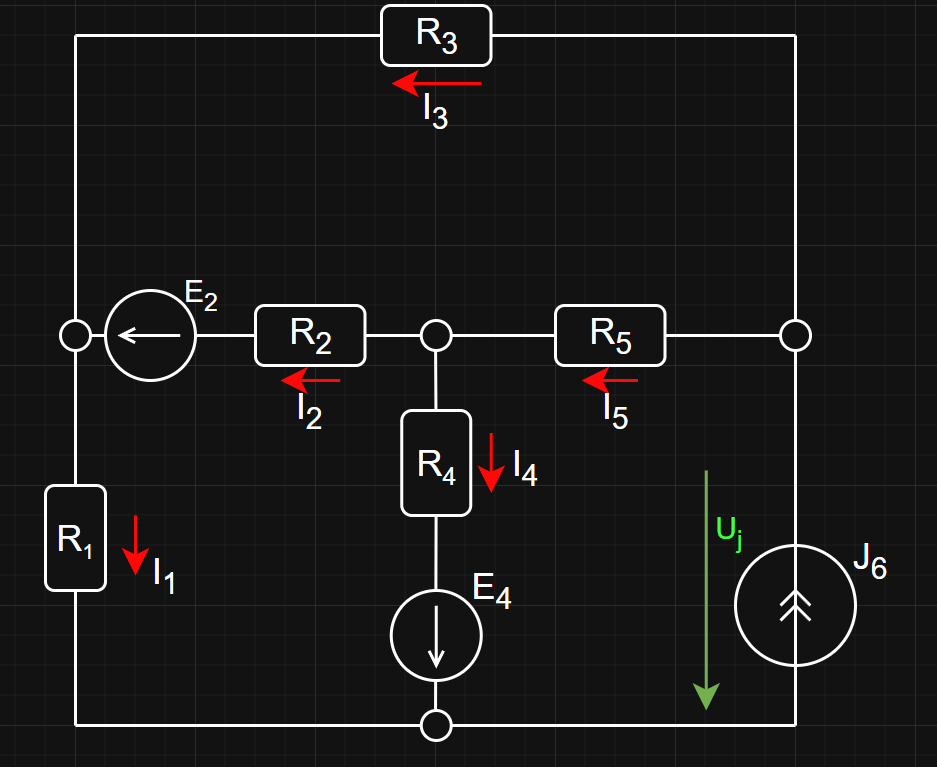 R₃
I₃
E₂
R₂
R₅
I₂
I₅
R₄
I₄
Uⱼ
R₁
I₁
J₆
E₄